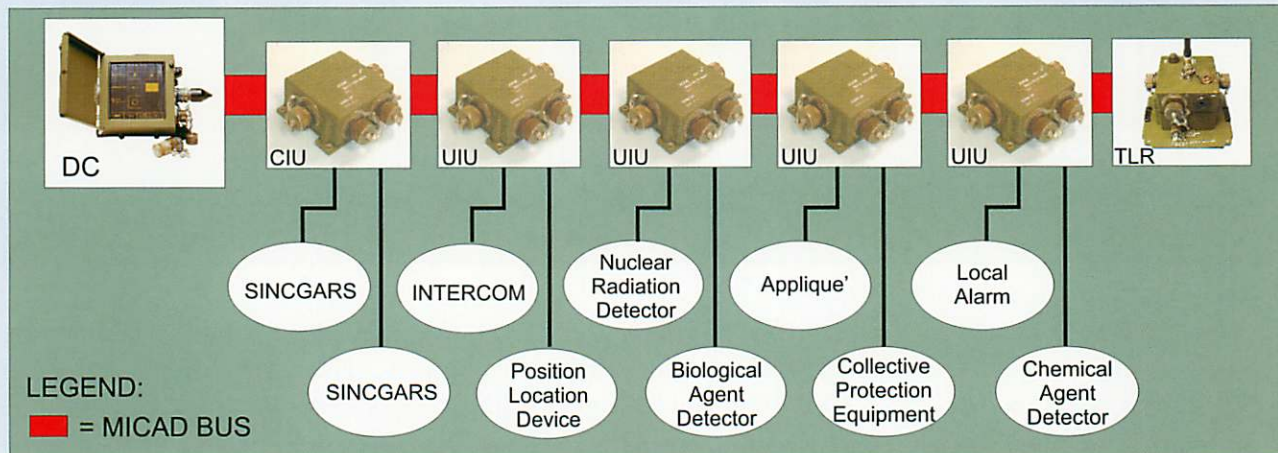 DC
CIU
UIU
UIU
UIU
UIU
TLR
SINCGARS
INTERCOM
Nuclear
Radiation
Detector
Applique'
Local
Alarm
SINCGARS
Position
Location
Device
Biological
Agent
Detector
Collective
Protection
Equipment
Chemical
Agent
Detector
LEGEND:
= MICAD BUS